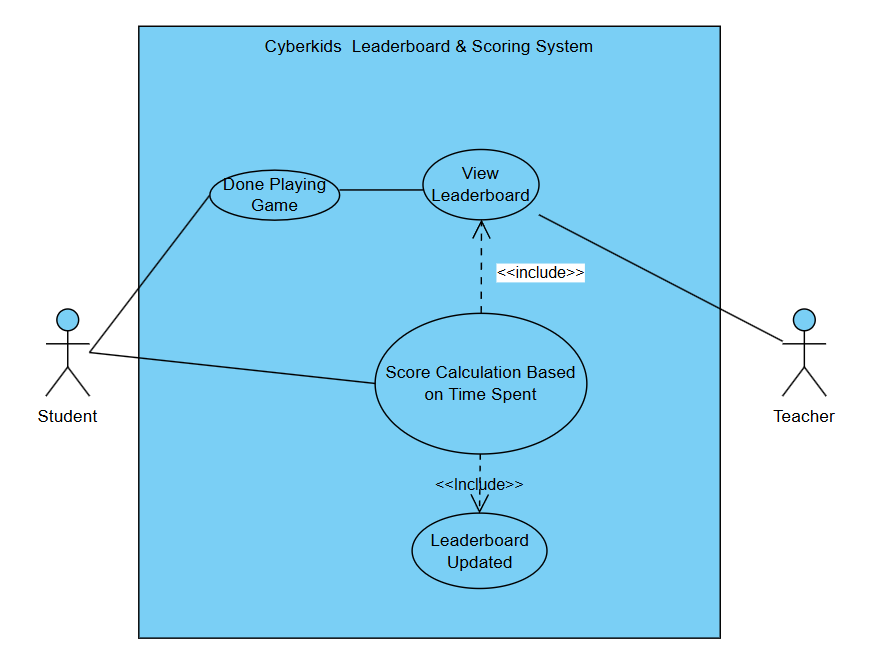 Cyberkids  Leaderboard & Scoring System
Done Playing
Game
View
Leaderboard
<<include>>
Score Calculation Based
on Time Spent
Student
Teacher
<<Include>>
Leaderboard
Updated